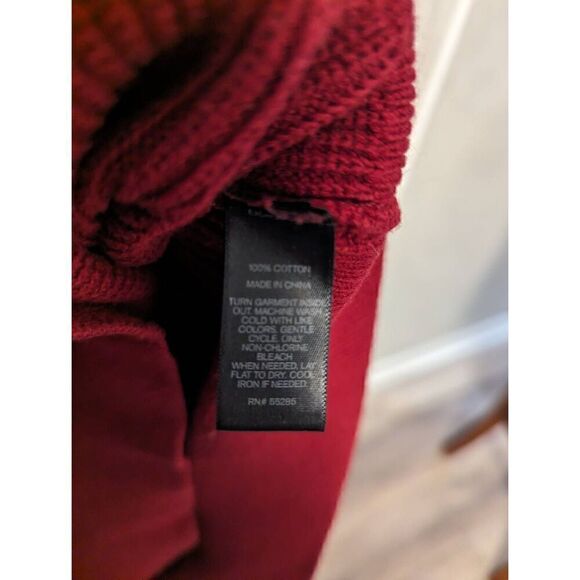 100% COTTON
MADE IN CHINA
TURN GARMENT INSIDE
OUT. MACHINE WASH
COLD WITH LIKE
COLORS. GENTLE
CYCLE. ONLY
NON-CHLORINE
BLEACH
WHEN NEEDED. LAY
FLAT TO DRY. COOL
IRON IF NEEDED.
RN# 55285